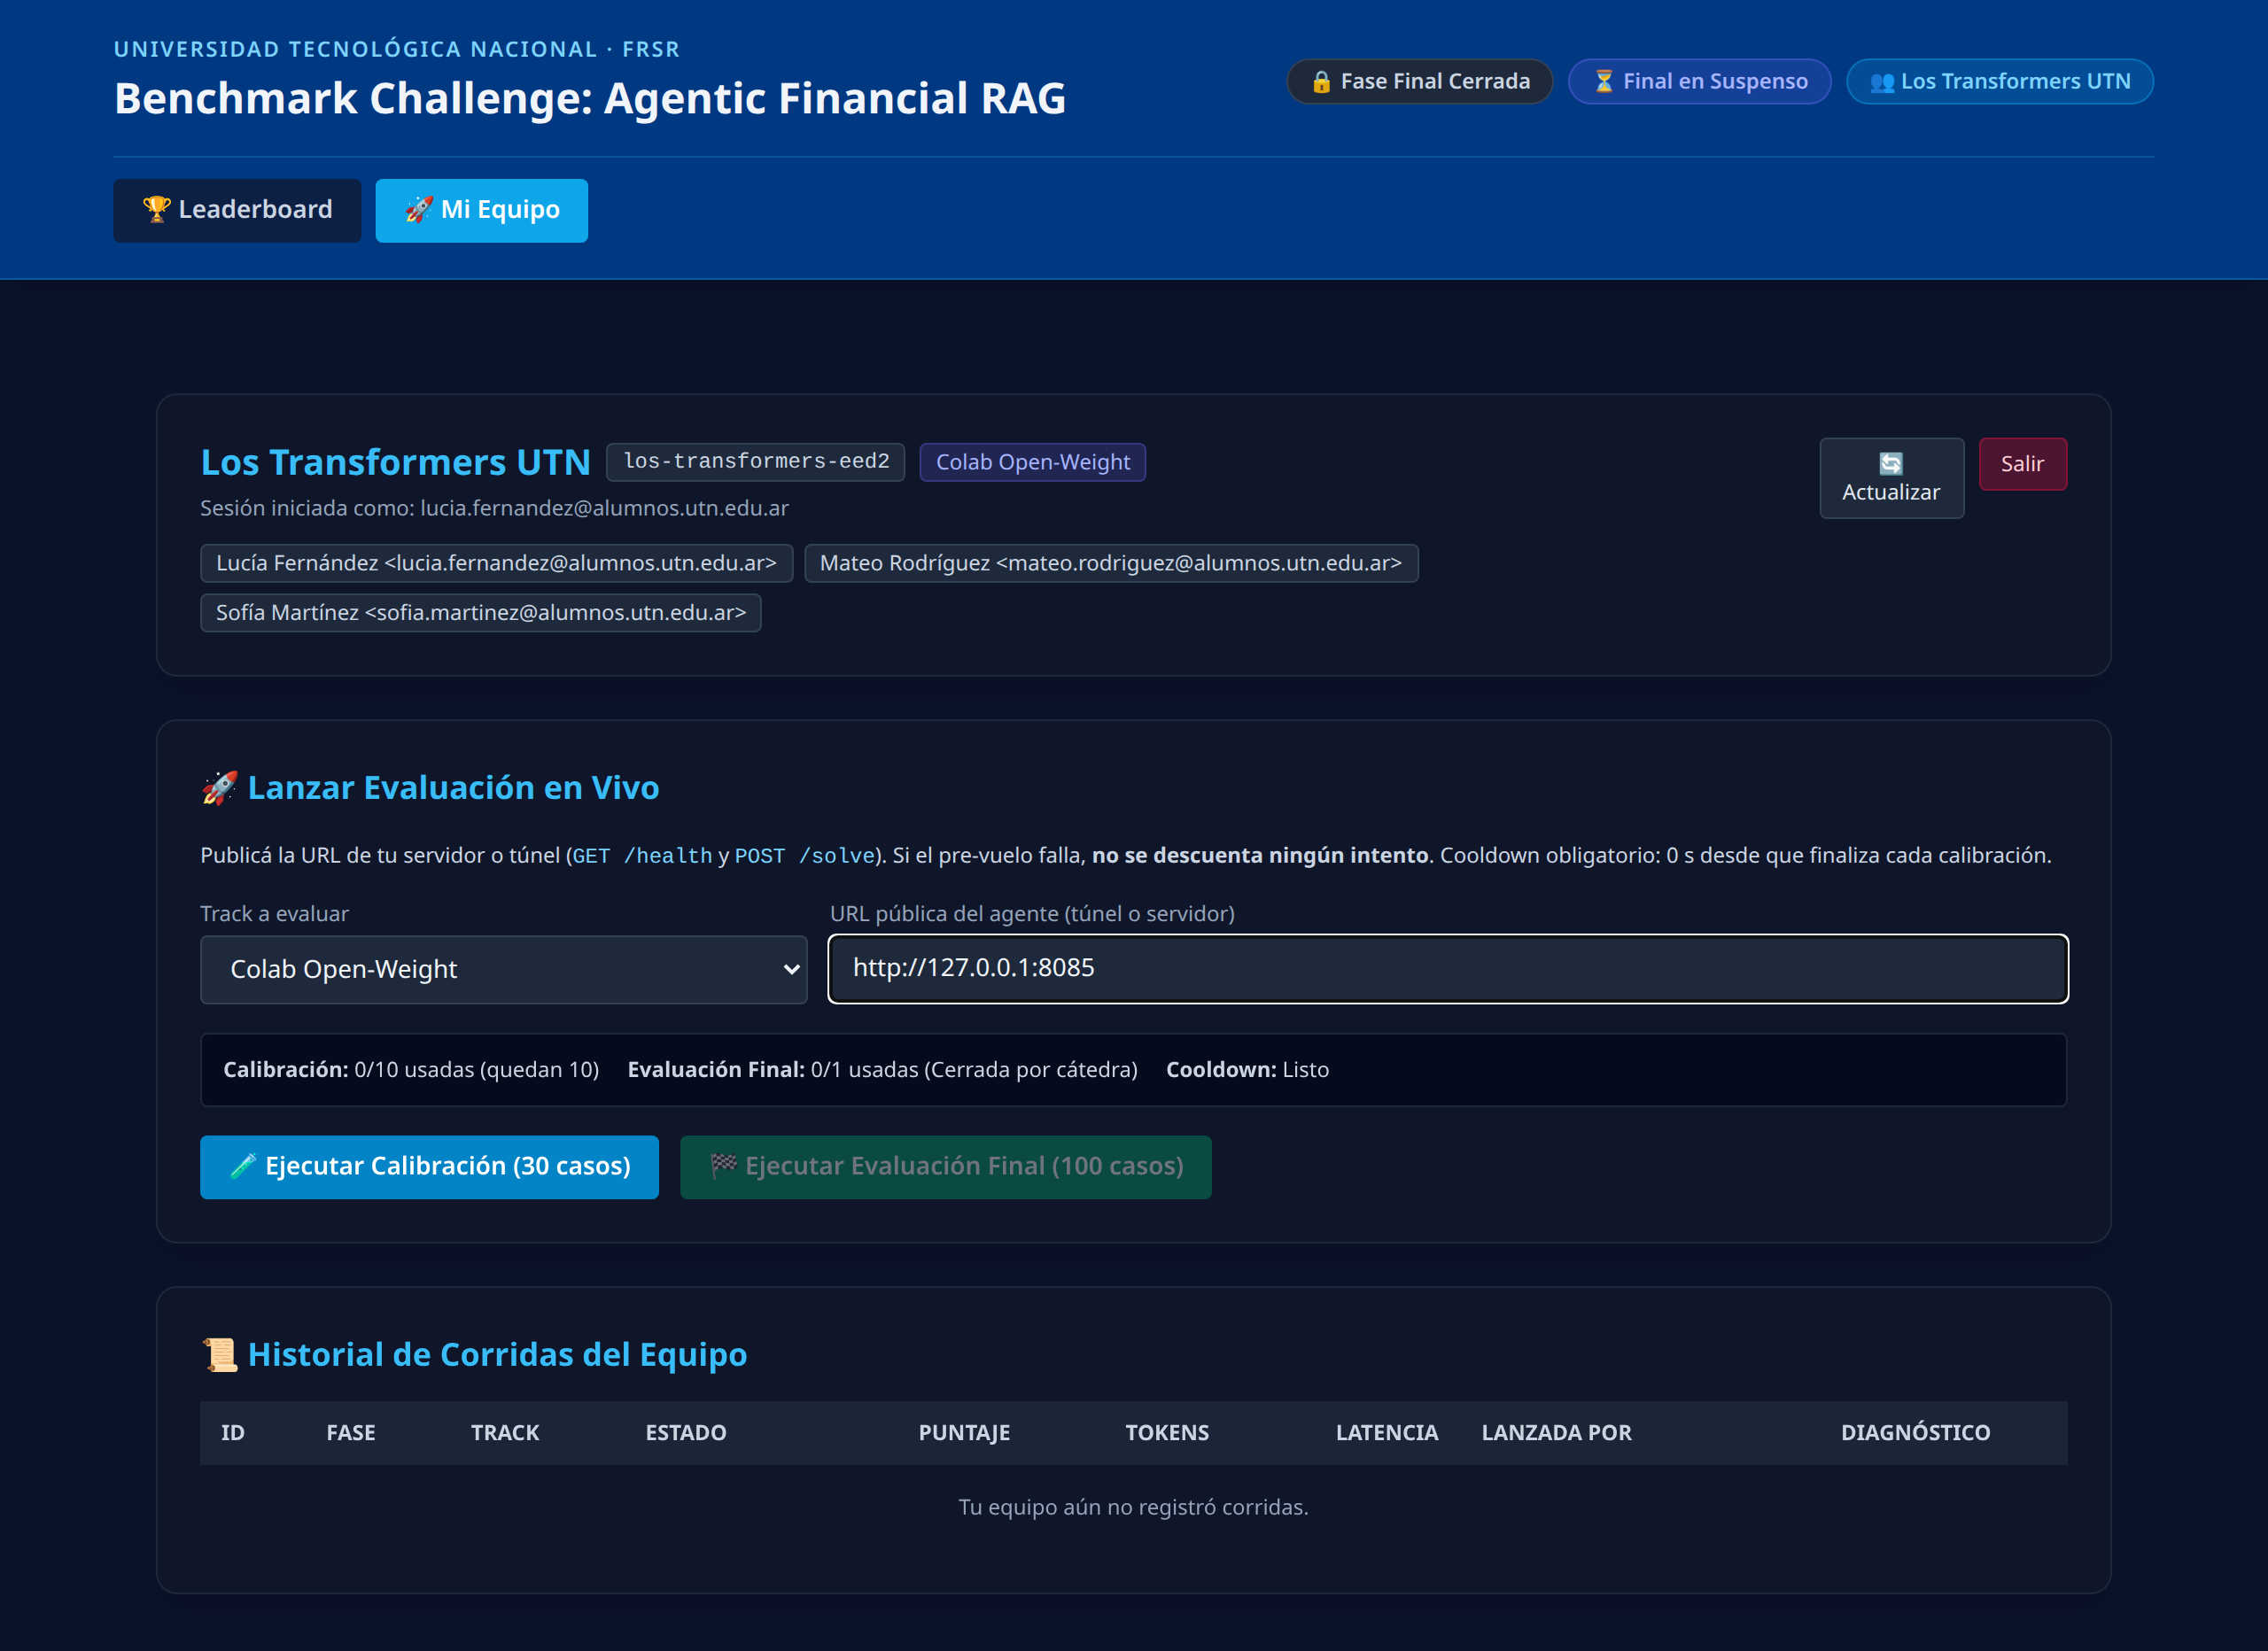 UNIVERSIDAD TECNOLÓGICA NACIONAL · FRSR
Benchmark Challenge: Agentic Financial RAG
🔒 Fase Final Cerrada
⏳ Final en Suspenso
👥 Los Transformers UTN
🏆 Leaderboard
🚀 Mi Equipo
Los Transformers UTN
los-transformers-eed2
Colab Open-Weight
🔄 Actualizar
Salir
Sesión iniciada como: lucia.fernandez@alumnos.utn.edu.ar
Lucía Fernández <lucia.fernandez@alumnos.utn.edu.ar>
Mateo Rodríguez <mateo.rodriguez@alumnos.utn.edu.ar>
Sofía Martínez <sofia.martinez@alumnos.utn.edu.ar>
🚀 Lanzar Evaluación en Vivo
Publicá la URL de tu servidor o túnel (GET /health y POST /solve). Si el pre-vuelo falla, no se descuenta ningún intento. Cooldown obligatorio: 0 s desde que finaliza cada calibración.
Track a evaluar
Colab Open-Weight
URL pública del agente (túnel o servidor)
http://127.0.0.1:8085
Calibración: 0/10 usadas (quedan 10) Evaluación Final: 0/1 usadas (Cerrada por cátedra) Cooldown: Listo
🧪 Ejecutar Calibración (30 casos)
🏁 Ejecutar Evaluación Final (100 casos)
📜 Historial de Corridas del Equipo
ID FASE TRACK ESTADO PUNTAJE TOKENS LATENCIA LANZADA POR DIAGNÓSTICO
Tu equipo aún no registró corridas.